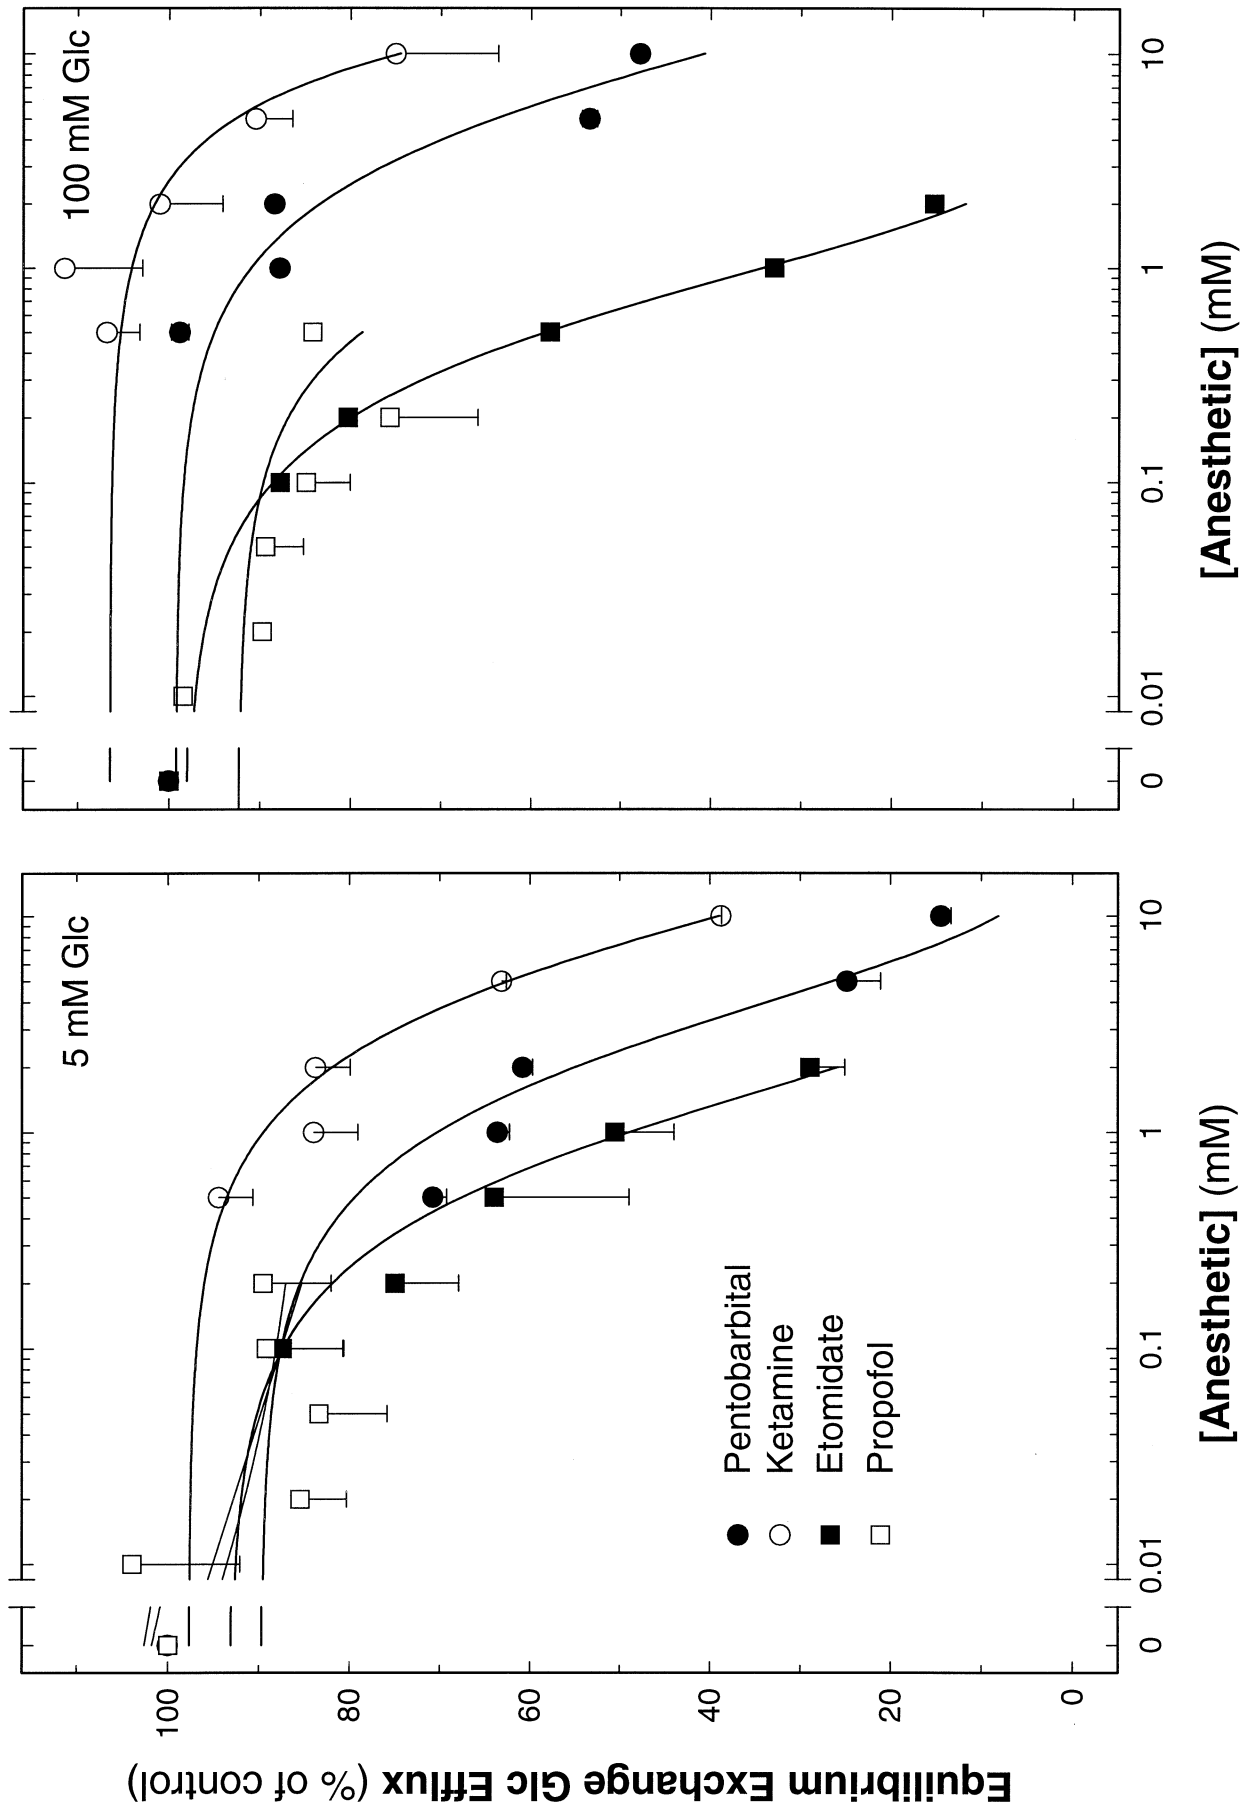 Equilibrium Exchange Glc Efflux (% of control)
5 mM Glc
100
80
60
40
20
0
Pentobarbital
Ketamine
Etomidate
Propofol
0
0.01
0.1
1
10
[Anesthetic] (mM)
100 mM Glc
0
0.01
0.1
1
10
[Anesthetic] (mM)